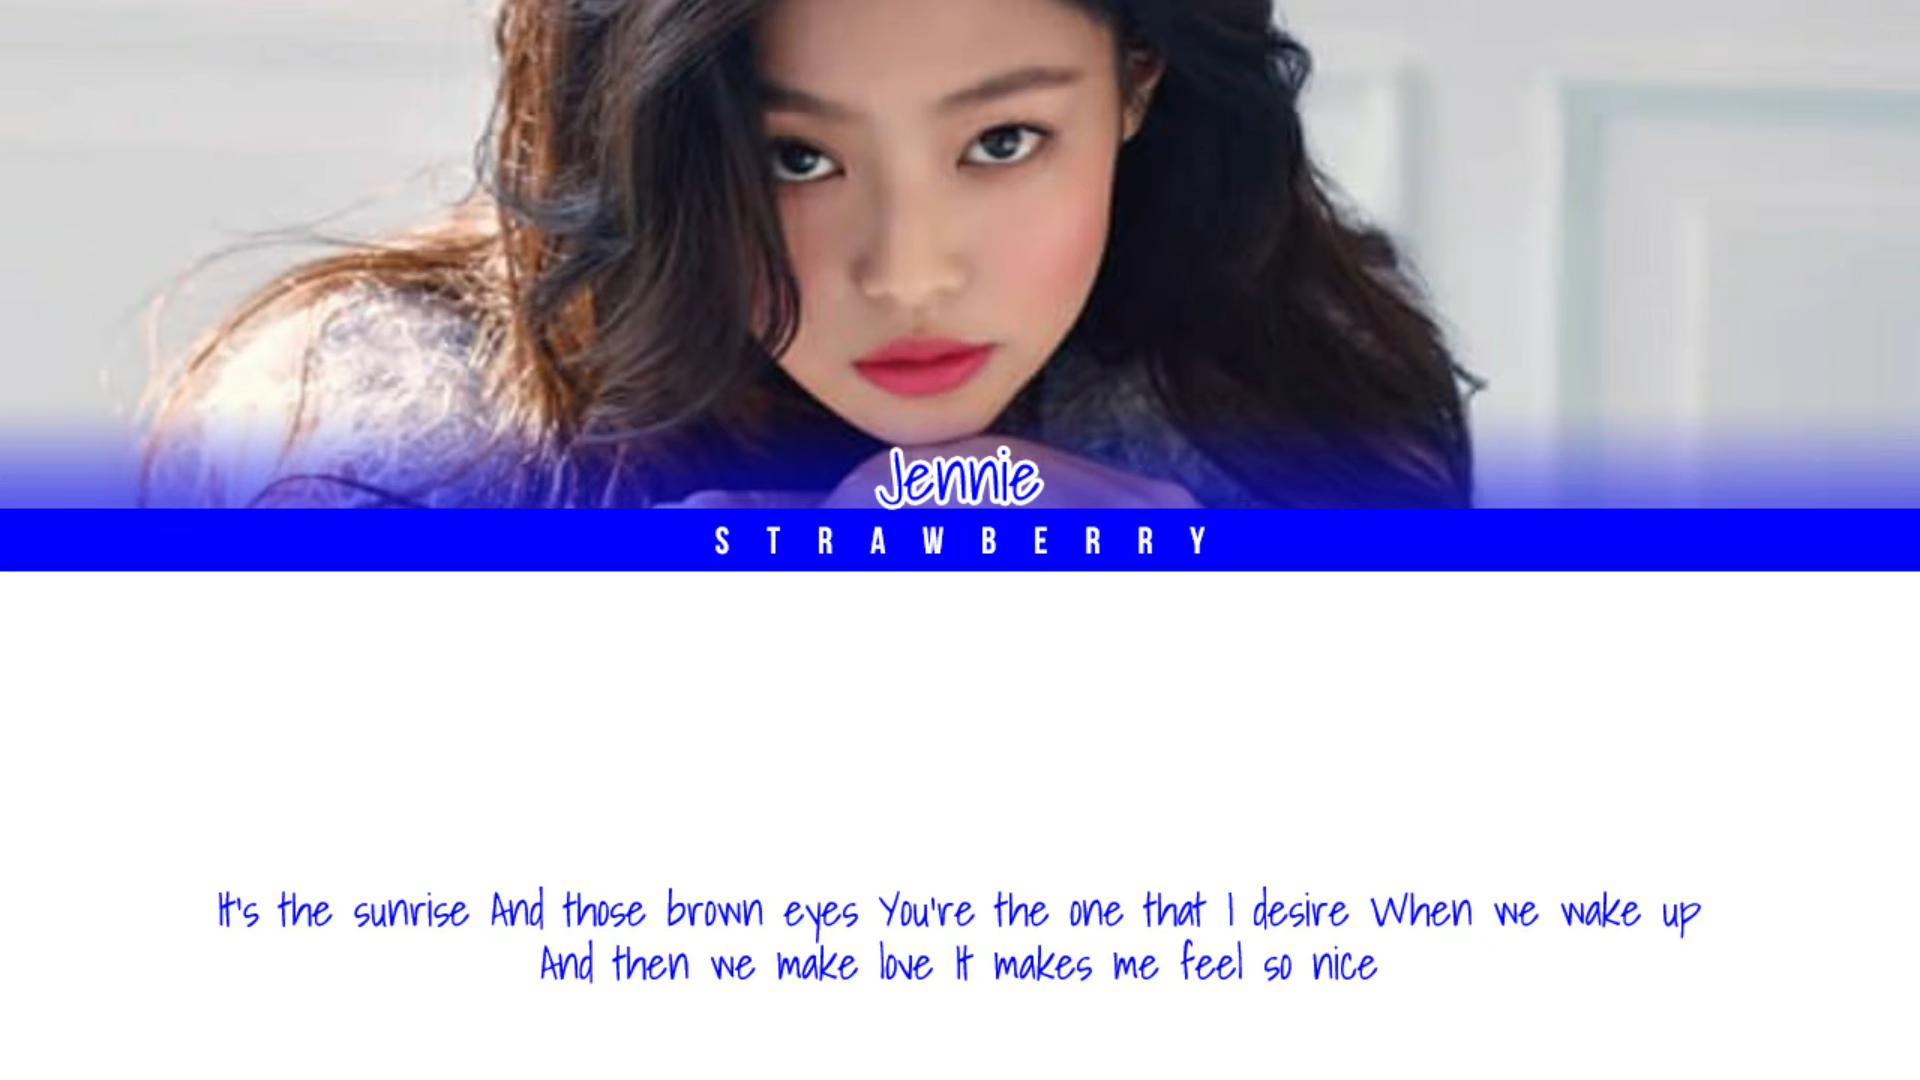 Jennie
STRAWBERRY
It's the sunrise And those brown eyes You're the one that I desire When we wake up
And then we make love It makes me feel so nice